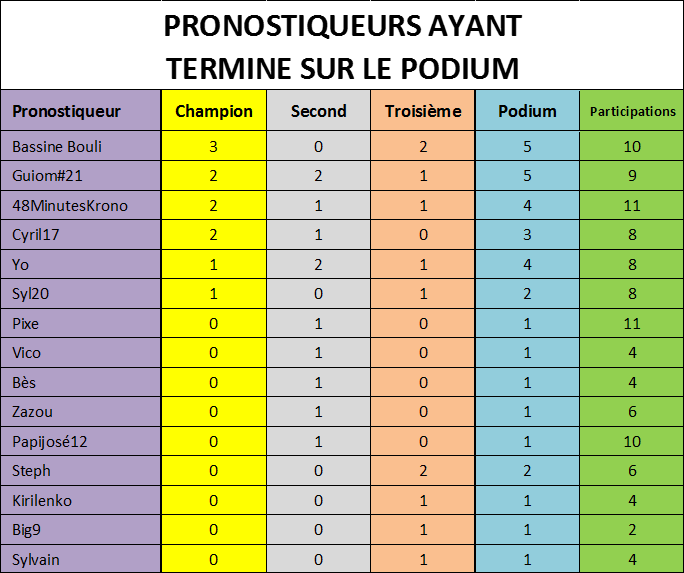 PRONOSTIQUEURS AYANT
TERMINE SUR LE PODIUM
Pronostiqueur Champion Second Troisième Podium Participations
Bassine Bouli 3 0 2 5 10
Guiom#21 2 2 1 5 9
48MinutesKrono 2 1 1 4 11
Cyril17 2 1 0 3 8
Yo 1 2 1 4 8
Syl20 1 0 1 2 8
Pixe 0 1 0 1 11
Vico 0 1 0 1 4
Bès 0 1 0 1 4
Zazou 0 1 0 1 6
Papijosé12 0 1 0 1 10
Steph 0 0 2 2 6
Kirilenko 0 0 1 1 4
Big9 0 0 1 1 2
Sylvain 0 0 1 1 4